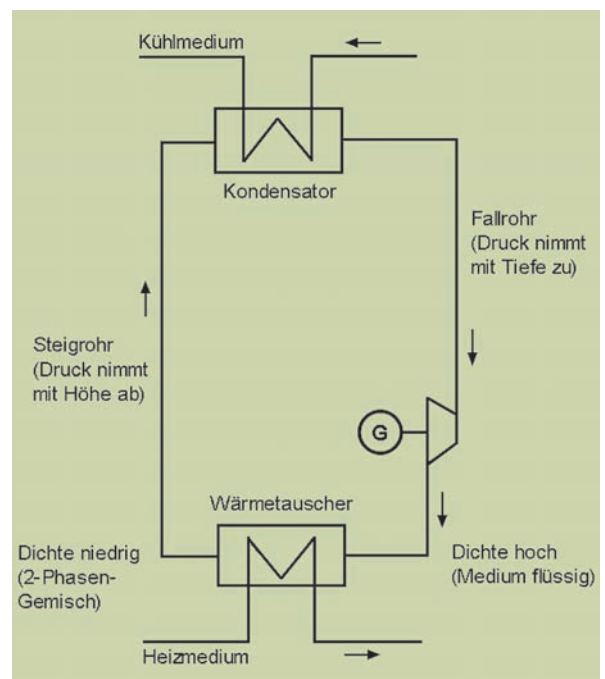 Kühlmedium
Kondensator
Fallrohr
(Druck nimmt
mit Tiefe zu)
Steigrohr
(Druck nimmt
mit Höhe ab)
G
Wärmetauscher
Dichte niedrig
(2-Phasen-
Gemisch)
Dichte hoch
(Medium flüssig)
Heizmedium